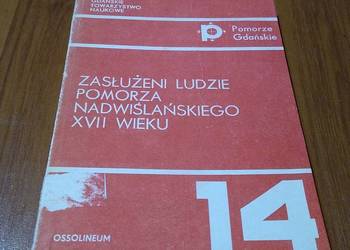 GDAŃSKIE
TOWARZYSTWO
NAUKOWE
Pomorze
Gdańskie
ZASŁUŻENI LUDZIE
POMORZA
NADWIŚLAŃSKIEGO
XVII WIEKU
14
OSSOLINEUM